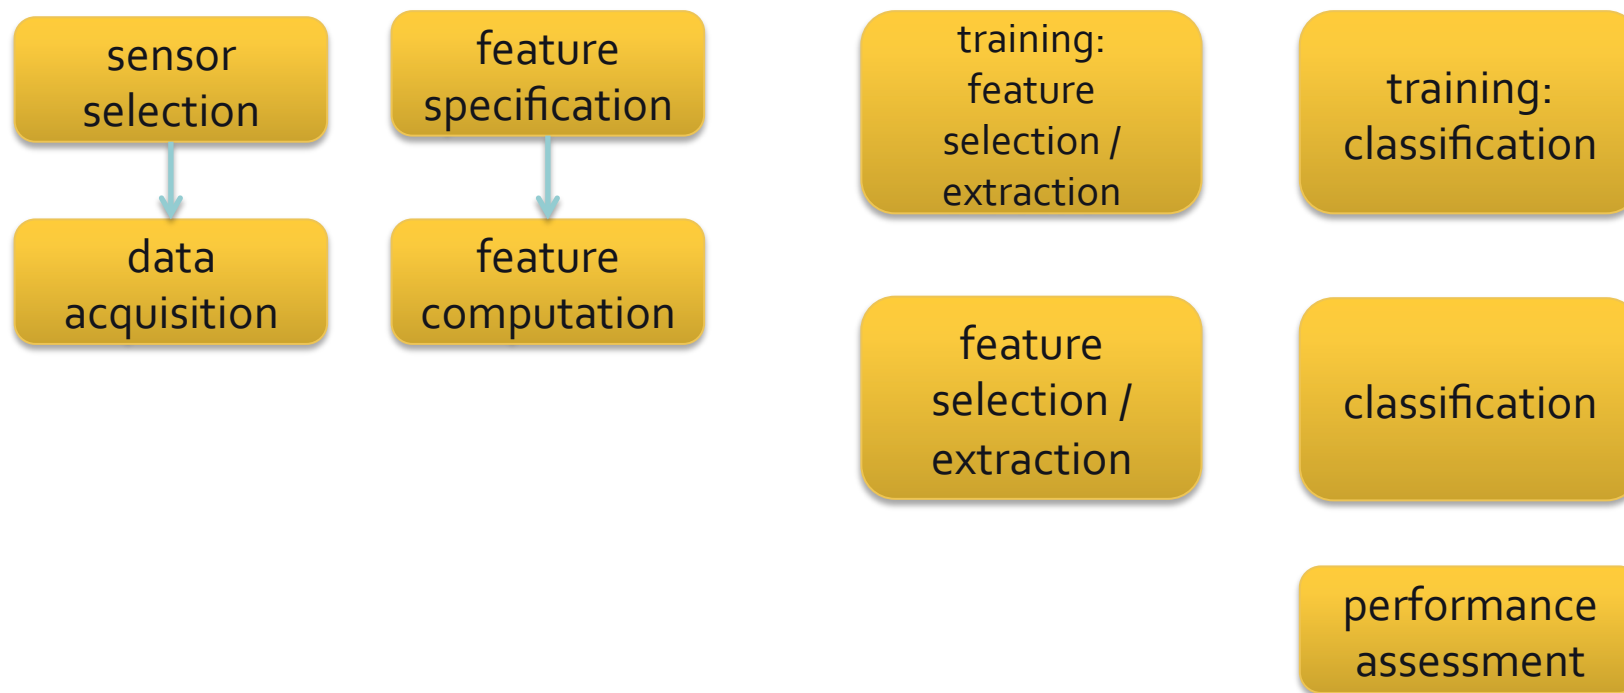 sensor
selection
feature
specification
training:
feature
selection /
extraction
training:
classification
data
acquisition
feature
computation
feature
selection /
extraction
classification
performance
assessment